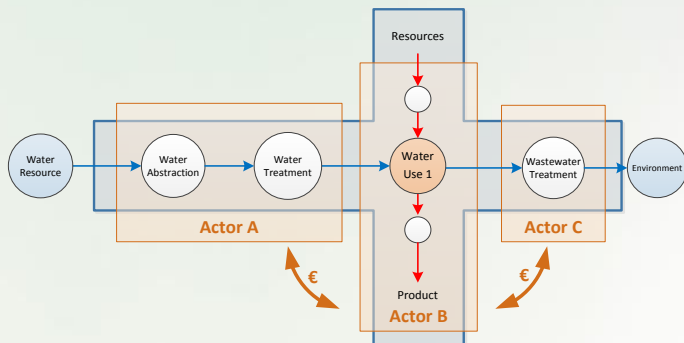 Resources
Water
Resource
Water
Abstraction
Water
Treatment
Water
Use 1
Wastewater
Treatment
Environment
Actor A
Actor C
€
€
Product
Actor B